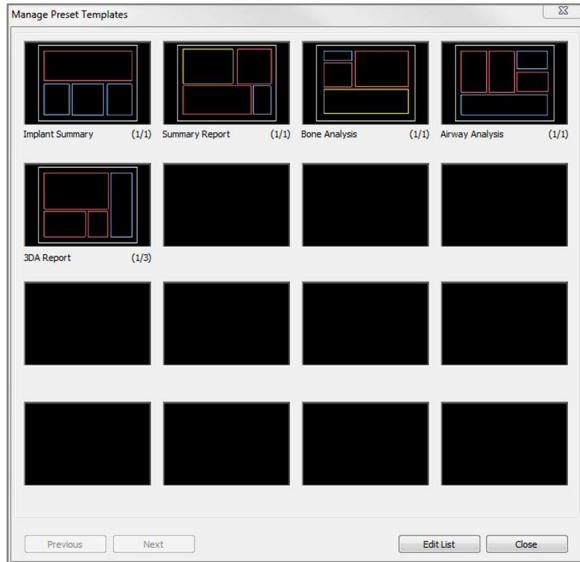 Manage Preset Templates
Implant Summary (1/1) Summary Report (1/1) Bone Analysis (1/1) Airway Analysis (1/1)
3DA Report (1/3)
Previous Next Edit List Close